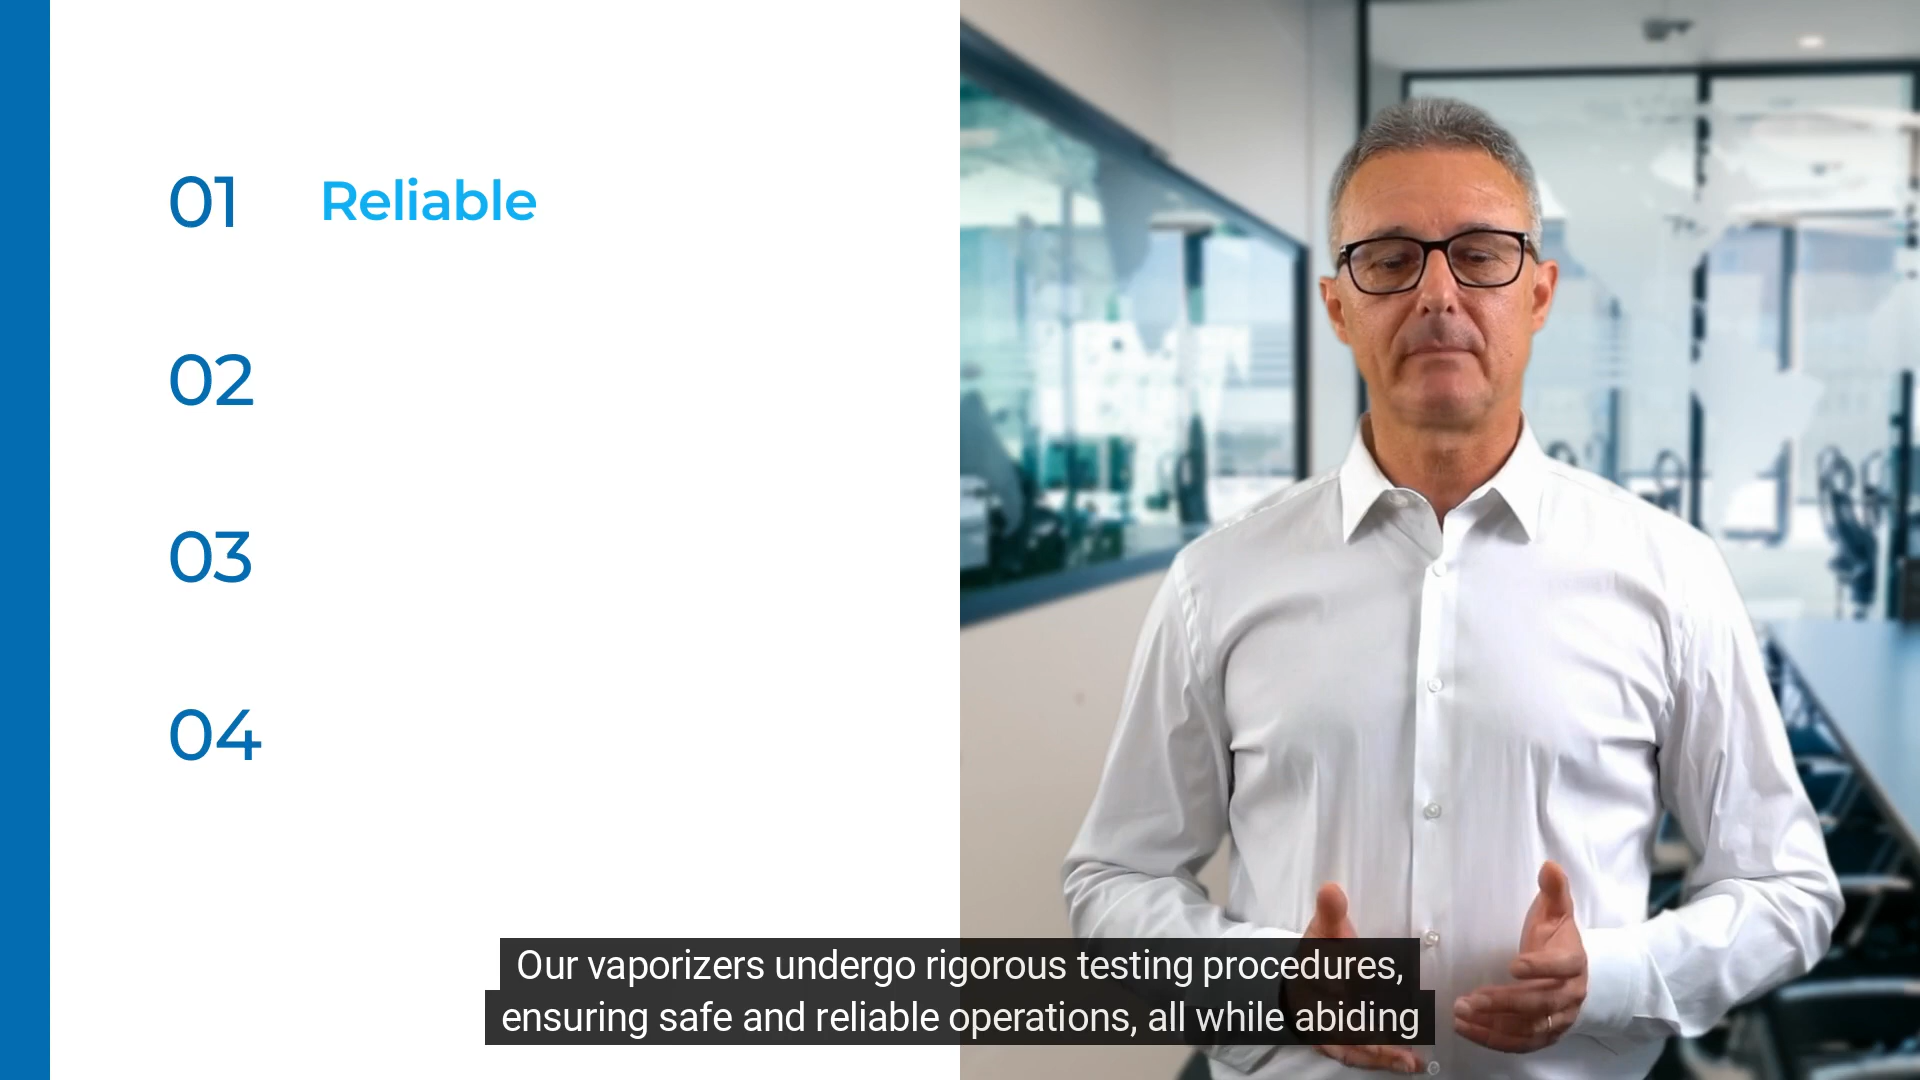 01 Reliable
02
03
04
Our vaporizers undergo rigorous testing procedures,
ensuring safe and reliable operations, all while abiding